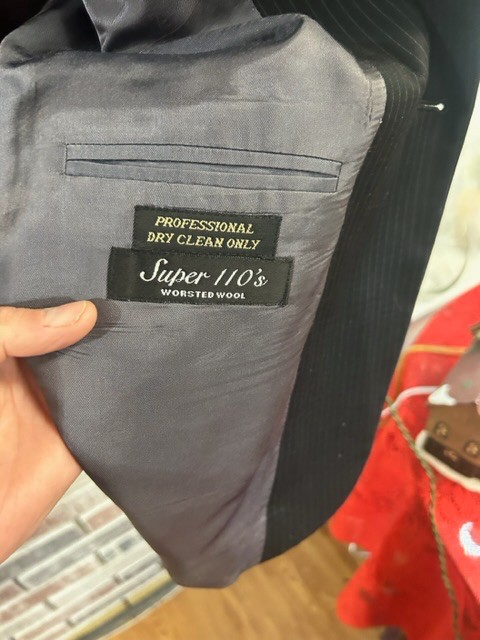 PROFESSIONAL
DRY CLEAN ONLY
Super 110's
WORSTED WOOL